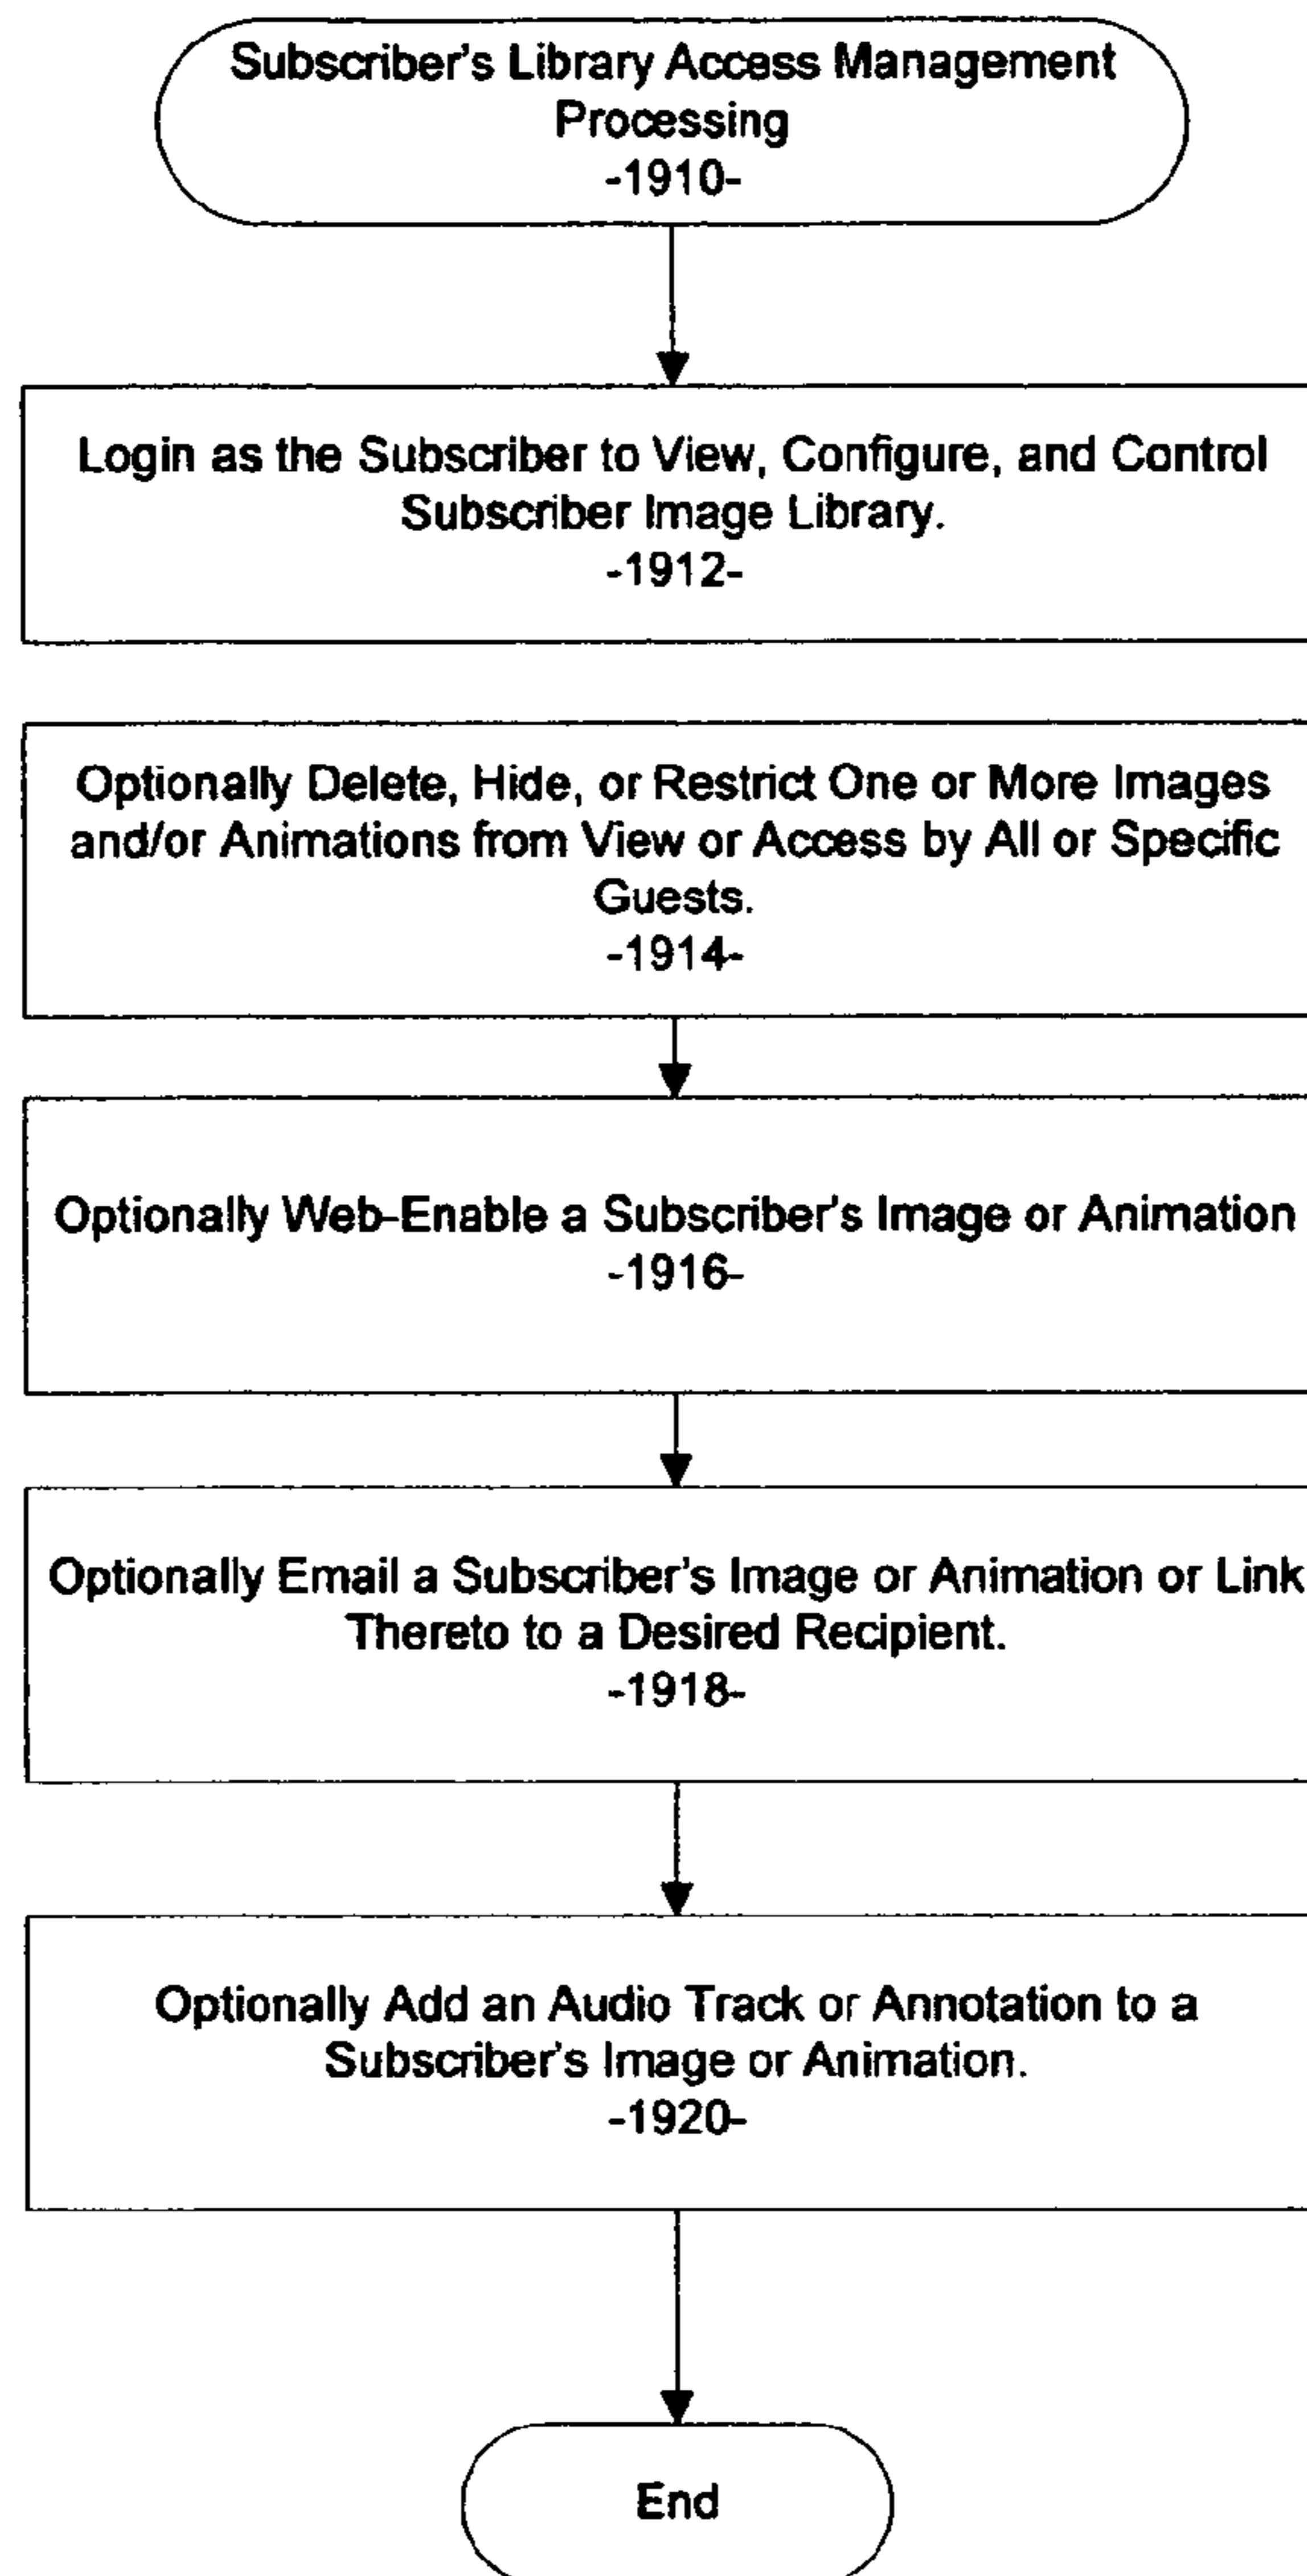 Subscriber's Library Access Management
Processing
-1910-
Login as the Subscriber to View, Configure, and Control
Subscriber Image Library.
-1912-
Optionally Delete, Hide, or Restrict One or More Images
and/or Animations from View or Access by All or Specific
Guests.
-1914-
Optionally Web-Enable a Subscriber's Image or Animation
-1916-
Optionally Email a Subscriber's Image or Animation or Link
Thereto to a Desired Recipient.
-1918-
Optionally Add an Audio Track or Annotation to a
Subscriber's Image or Animation.
-1920-
End